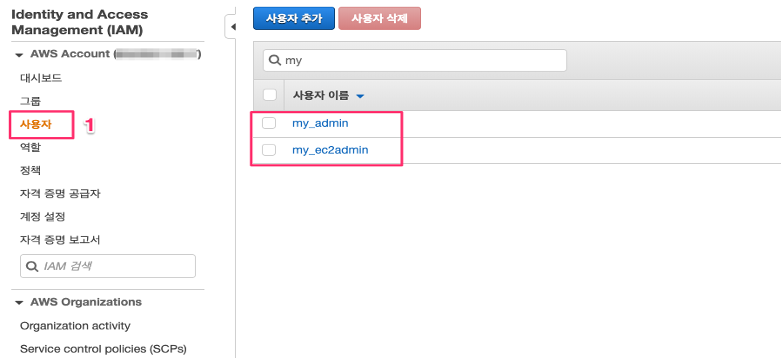 Identity and Access
Management (IAM)
AWS Account (
)
대시보드
그룹
사용자
1
역할
정책
자격 증명 공급자
계정 설정
자격 증명 보고서
IAM 검색
AWS Organizations
Organization activity
Service control policies (SCPs)
사용자 추가
사용자 삭제
my
사용자 이름
my_admin
my_ec2admin